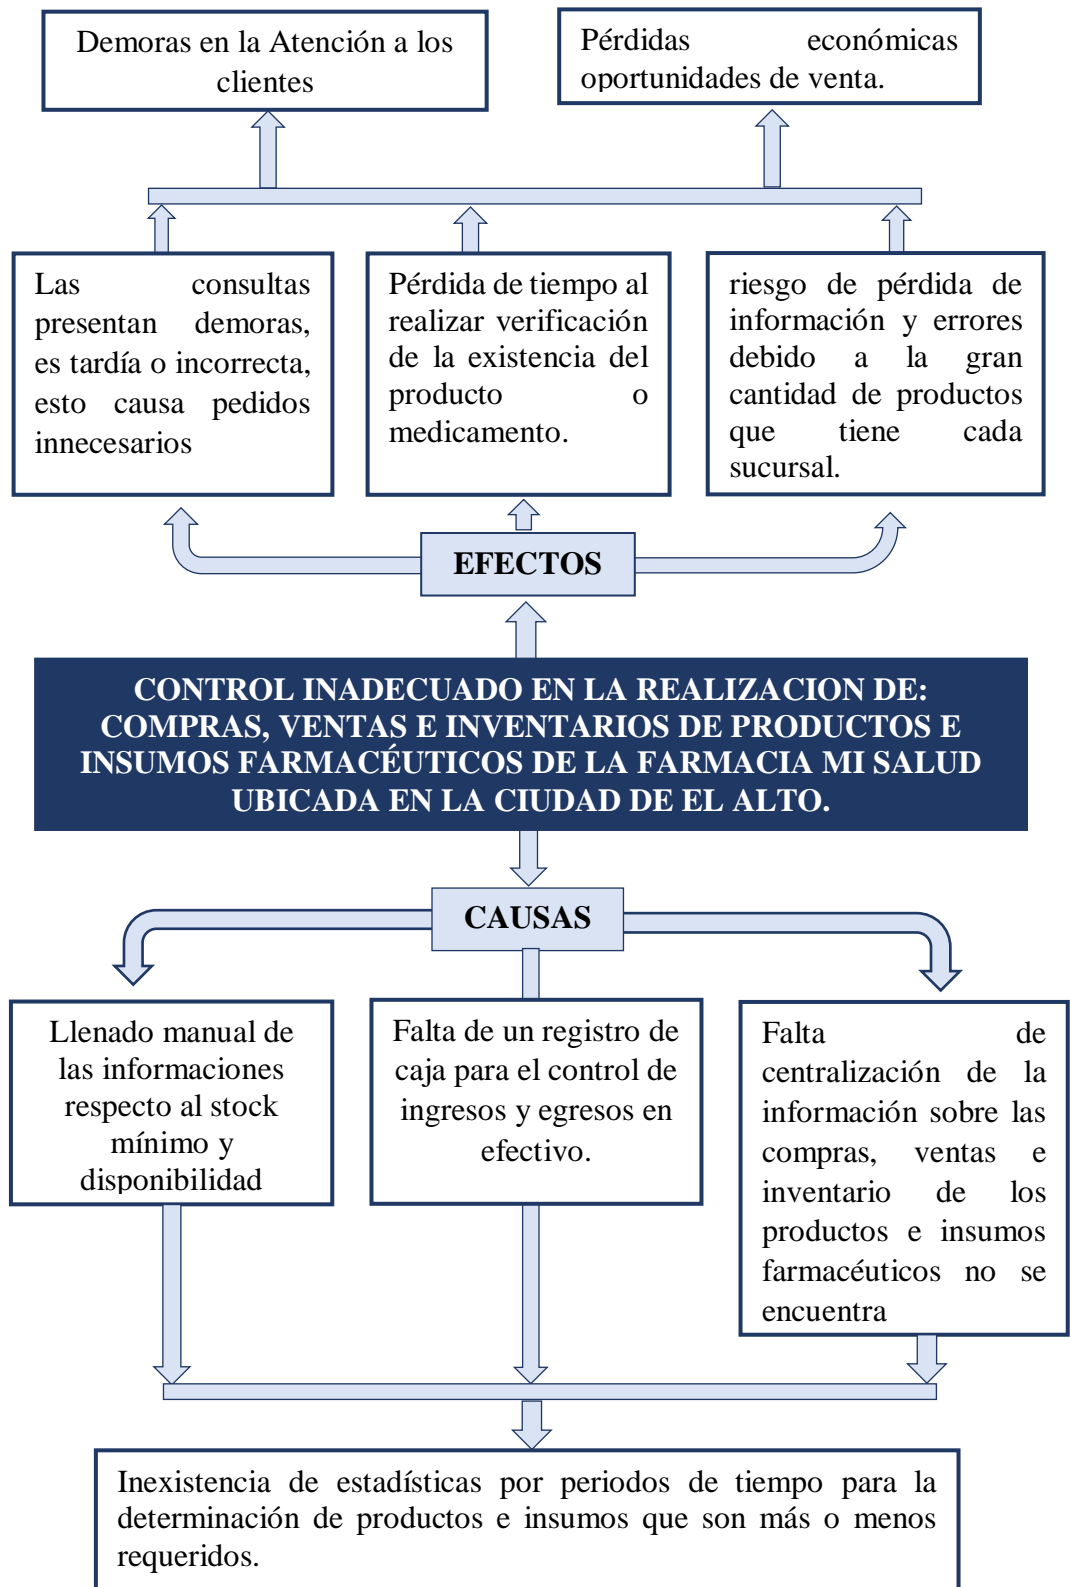 Demoras en la Atención a los
clientes
Pérdidas económicas
oportunidades de venta.
Las consultas
presentan demoras,
es tardía o incorrecta,
esto causa pedidos
innecesarios
Pérdida de tiempo al
realizar verificación
de la existencia del
producto o
medicamento.
riesgo de pérdida de
información y errores
debido a la gran
cantidad de productos
que tiene cada
sucursal.
EFECTOS
CONTROL INADECUADO EN LA REALIZACION DE:
COMPRAS, VENTAS E INVENTARIOS DE PRODUCTOS E
INSUMOS FARMACÉUTICOS DE LA FARMACIA MI SALUD
UBICADA EN LA CIUDAD DE EL ALTO.
CAUSAS
Llenado manual de
las informaciones
respecto al stock
mínimo y
disponibilidad
Falta de un registro de
caja para el control de
ingresos y egresos en
efectivo.
Falta de
centralización de la
información sobre las
compras, ventas e
inventario de los
productos e insumos
farmacéuticos no se
encuentra
Inexistencia de estadísticas por periodos de tiempo para la
determinación de productos e insumos que son más o menos
requeridos.